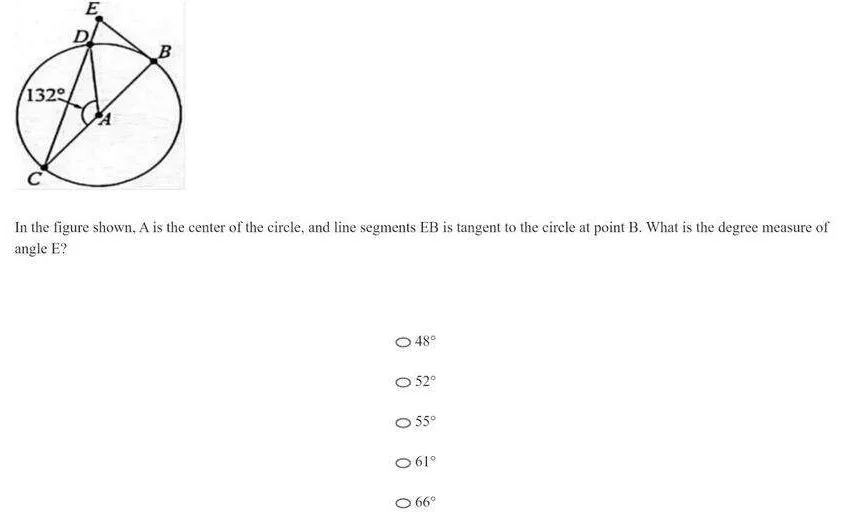 E
D
B
132°
A
C
In the figure shown, A is the center of the circle, and line segments EB is tangent to the circle at point B. What is the degree measure of
angle E?
48°
52°
55°
61°
66°